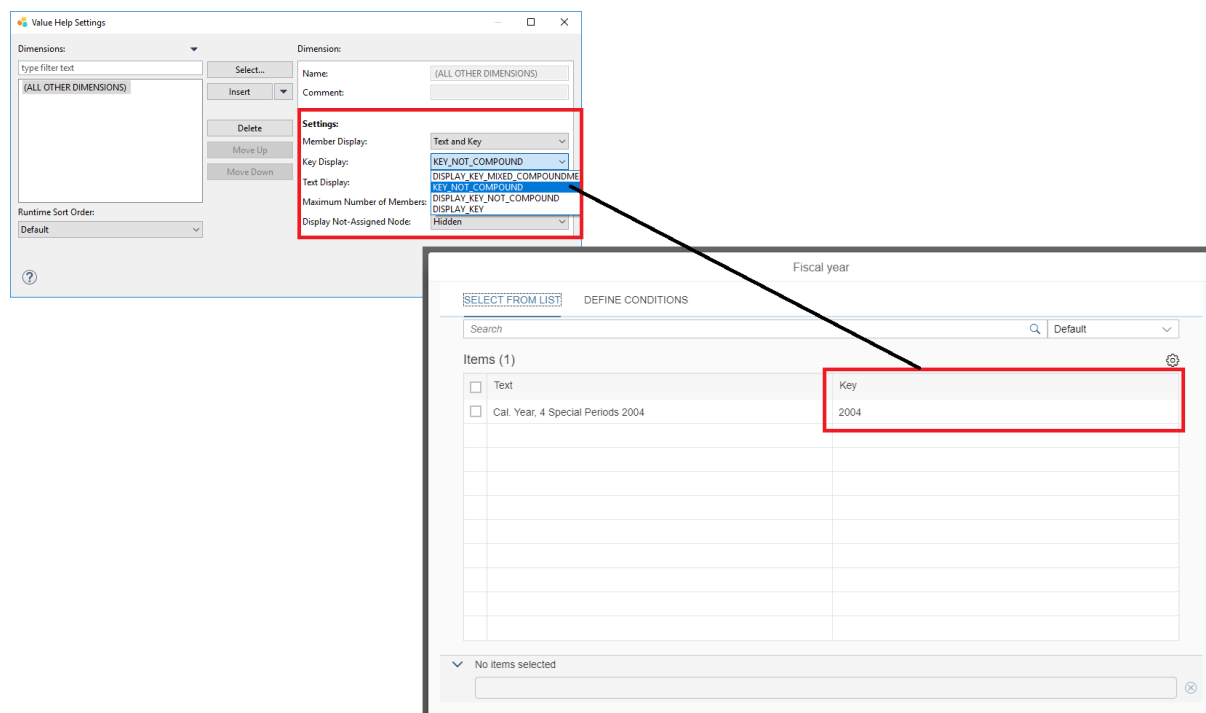 Value Help Settings
Dimensions:
type filter text
(ALL OTHER DIMENSIONS)
Runtime Sort Order:
Default
Select...
Insert
Delete
Move Up
Move Down
Dimension:
Name: (ALL OTHER DIMENSIONS)
Comment:
Settings:
Member Display: Text and Key
Key Display: KEY_NOT_COMPOUND
DISPLAY_KEY_MIXED_COMPOUNDME
KEY_NOT_COMPOUND
Text Display:
DISPLAY_KEY_NOT_COMPOUND
Maximum Number of Members:
DISPLAY_KEY
Display Not-Assigned Node: Hidden
Fiscal year
SELECT FROM LIST DEFINE CONDITIONS
Search Default
Items (1)
Text Key
Cal. Year, 4 Special Periods 2004 2004
No items selected